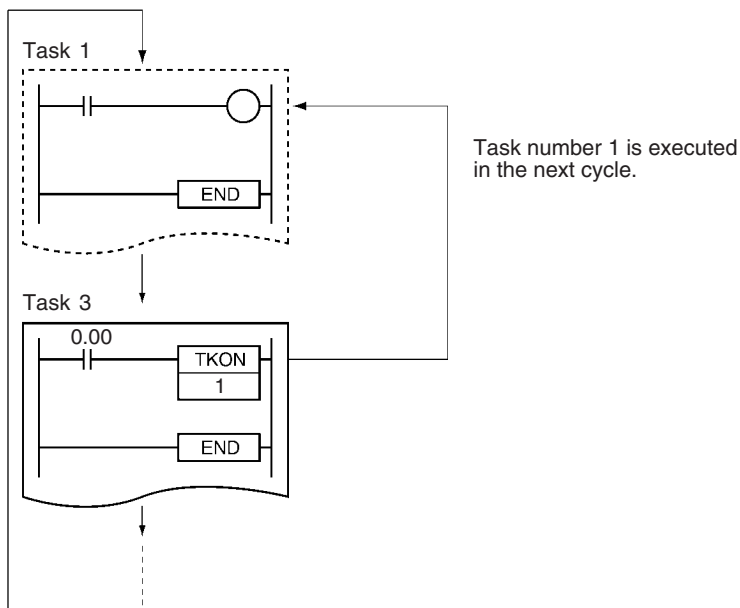 Task 1
END
Task number 1 is executed
in the next cycle.
Task 3
0.00
TKON
1
END